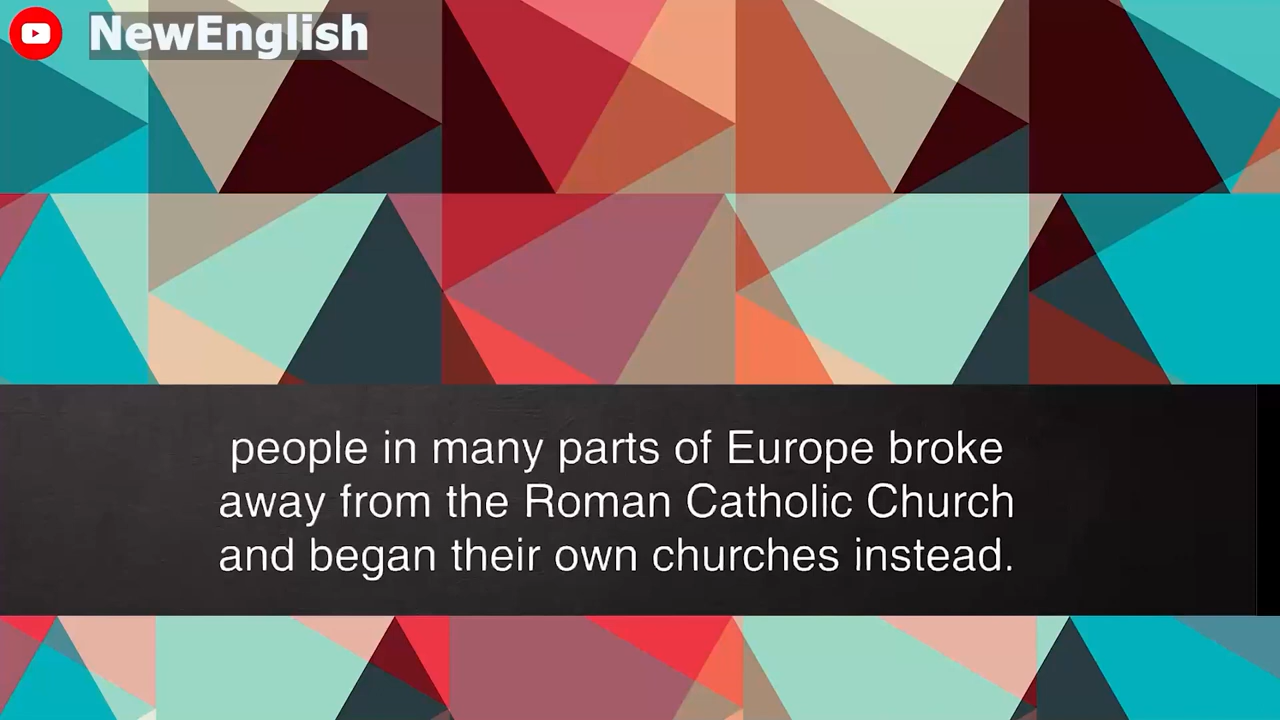 NewEnglish
people in many parts of Europe broke
away from the Roman Catholic Church
and began their own churches instead.